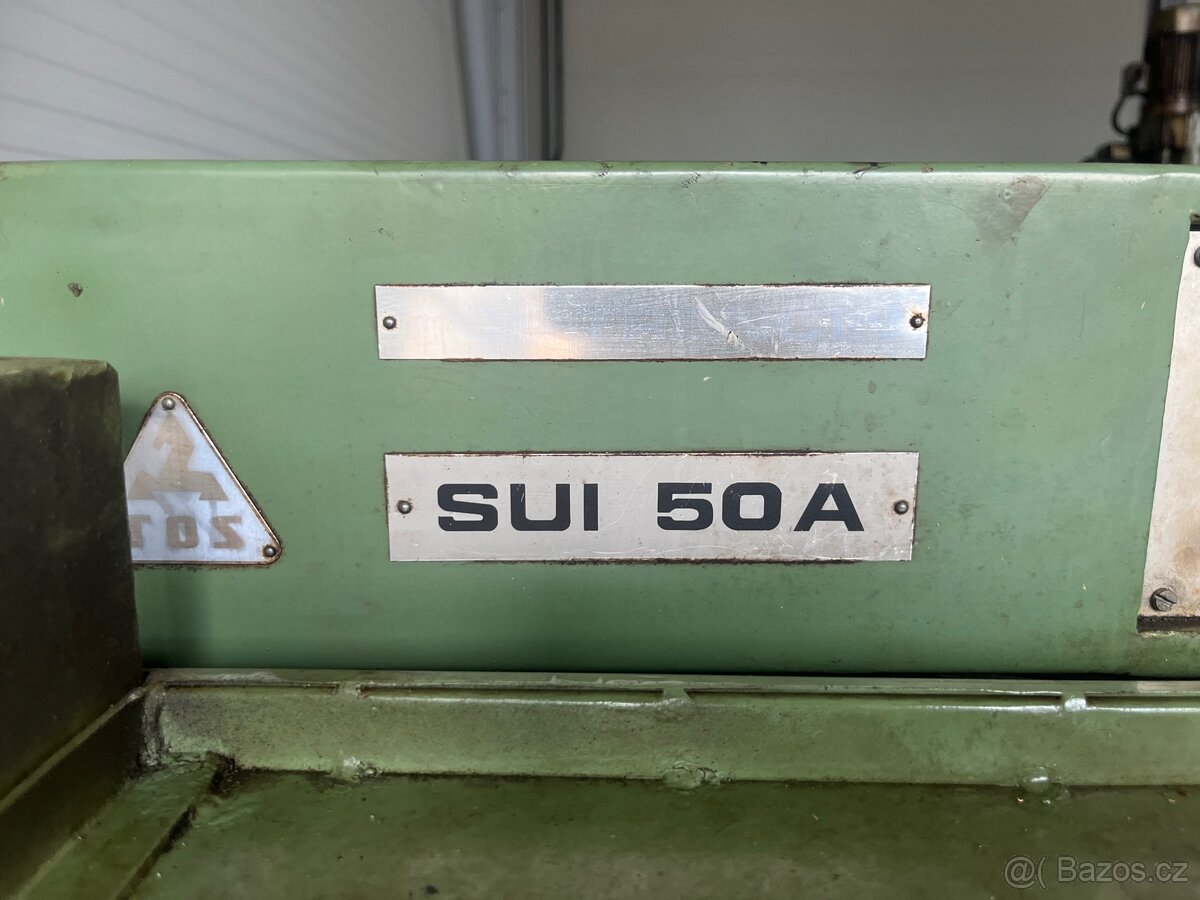 SUI 50A
TOS
@( Bazos.cz